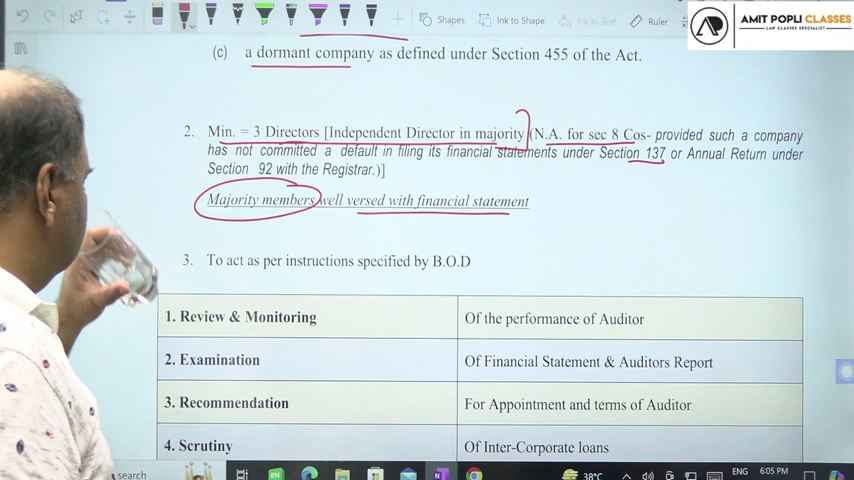 Shapes
Ink to Shape
Ink to Text
Ruler
AMIT POPLI CLASSES
LAW CLASSES SPECIALIST
(c) a dormant company as defined under Section 455 of the Act.
2. Min. = 3 Directors [Independent Director in majority (N.A. for sec 8 Cos- provided such a company
has not committed a default in filing its financial statements under Section 137 or Annual Return under
Section 92 with the Registrar.)]
Majority members well versed with financial statement
3. To act as per instructions specified by B.O.D
1. Review & Monitoring Of the performance of Auditor
2. Examination Of Financial Statement & Auditors Report
3. Recommendation For Appointment and terms of Auditor
4. Scrutiny Of Inter-Corporate loans
search
38°C
ENG
6:05 PM